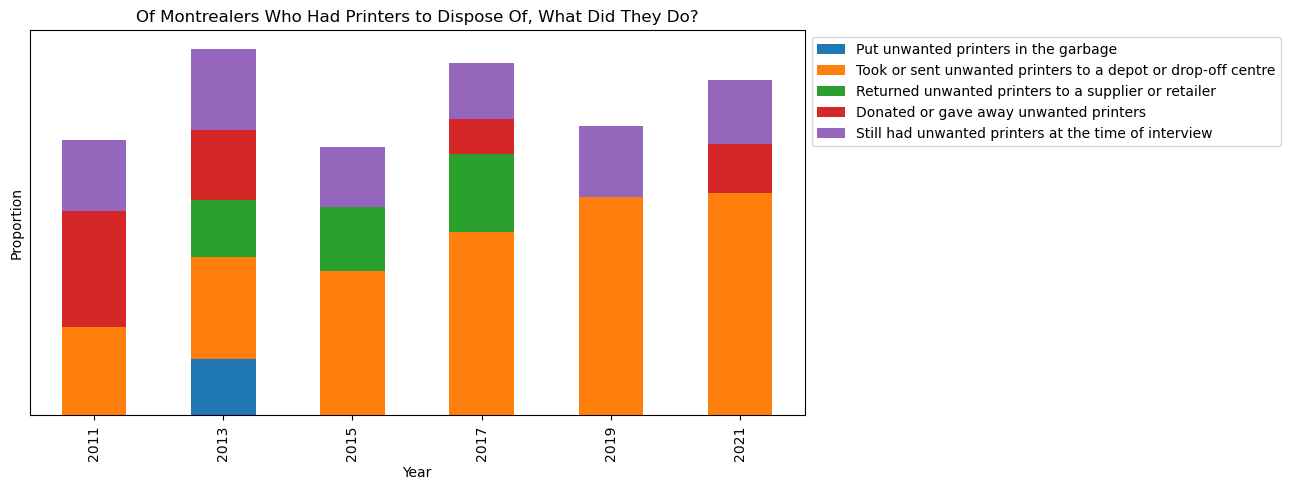 Of Montrealers Who Had Printers to Dispose Of, What Did They Do?
Put unwanted printers in the garbage
Took or sent unwanted printers to a depot or drop-off centre
Returned unwanted printers to a supplier or retailer
Donated or gave away unwanted printers
Still had unwanted printers at the time of interview
Proportion
2011
2013
2015
2017
2019
2021
Year